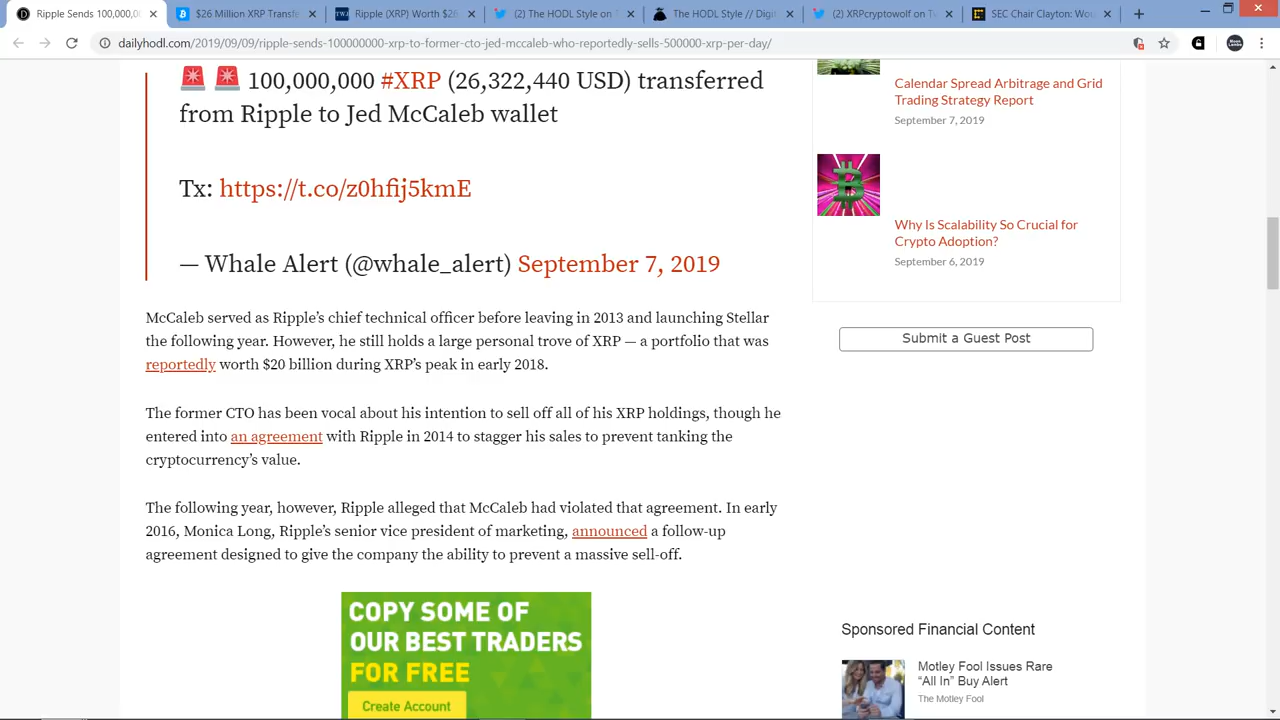 $26 Million XRP Transfe
Ripple (XRP) Worth $26
(2) The HODL Style on T
The HODL Style // Digit
(2) The HODL Style on T
(2) XRPcryptowolf on T
SEC Chair Clayton: Wou
dailyhodl.com/2019/09/09/ripple-sends-100000000-xrp-to-former-cto-jed-mccaleb-who-reportedly-sells-500000-xrp-per-day/
100,000,000 #XRP (26,322,440 USD) transferred
from Ripple to Jed McCaleb wallet
Tx: https://t.co/z0hfij5kmE
— Whale Alert (@whale_alert) September 7, 2019
McCaleb served as Ripple's chief technical officer before leaving in 2013 and launching Stellar
the following year. However, he still holds a large personal trove of XRP — a portfolio that was
reportedly worth $20 billion during XRP's peak in early 2018.
The former CTO has been vocal about his intention to sell off all of his XRP holdings, though he
entered into an agreement with Ripple in 2014 to stagger his sales to prevent tanking the
cryptocurrency's value.
The following year, however, Ripple alleged that McCaleb had violated that agreement. In early
2016, Monica Long, Ripple's senior vice president of marketing, announced a follow-up
agreement designed to give the company the ability to prevent a massive sell-off.
COPY SOME OF
OUR BEST TRADERS
FOR FREE
Create Account
Calendar Spread Arbitrage and Grid
Trading Strategy Report
September 7, 2019
Why Is Scalability So Crucial for
Crypto Adoption?
September 6, 2019
Submit a Guest Post
Sponsored Financial Content
Motley Fool Issues Rare
“All In” Buy Alert
The Motley Fool